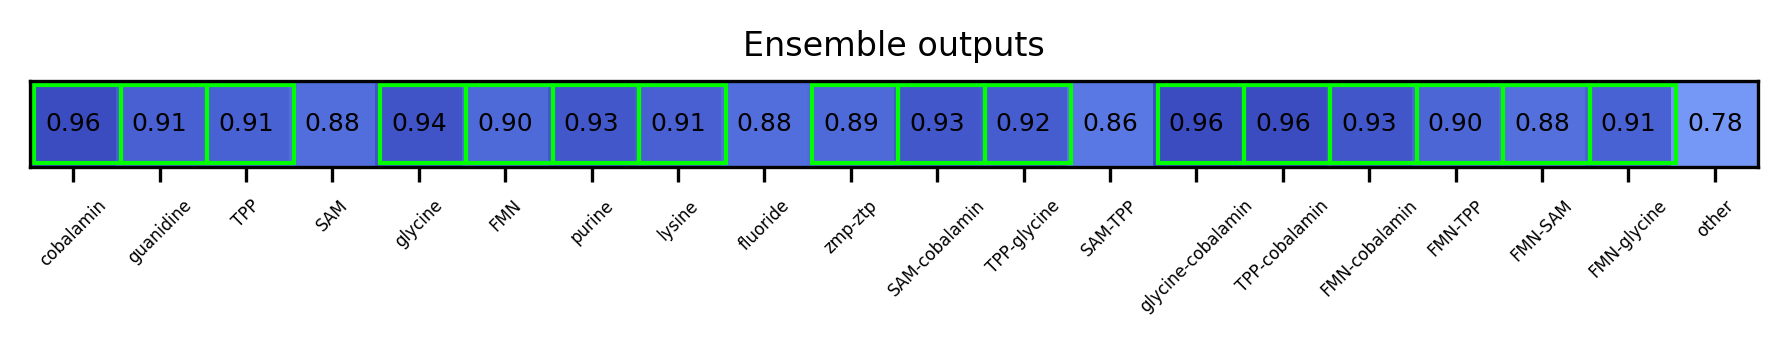 Ensemble outputs
0.96 0.91 0.91 0.88 0.94 0.90 0.93 0.91 0.88 0.89 0.93 0.92 0.86 0.96 0.96 0.93 0.90 0.88 0.91 0.78
cobalamin guanidine TPP SAM glycine FMN purine lysine fluoride zmp-ztp SAM-cobalamin TPP-glycine SAM-TPP glycine-cobalamin TPP-cobalamin FMN-cobalamin FMN-TPP FMN-SAM FMN-glycine other